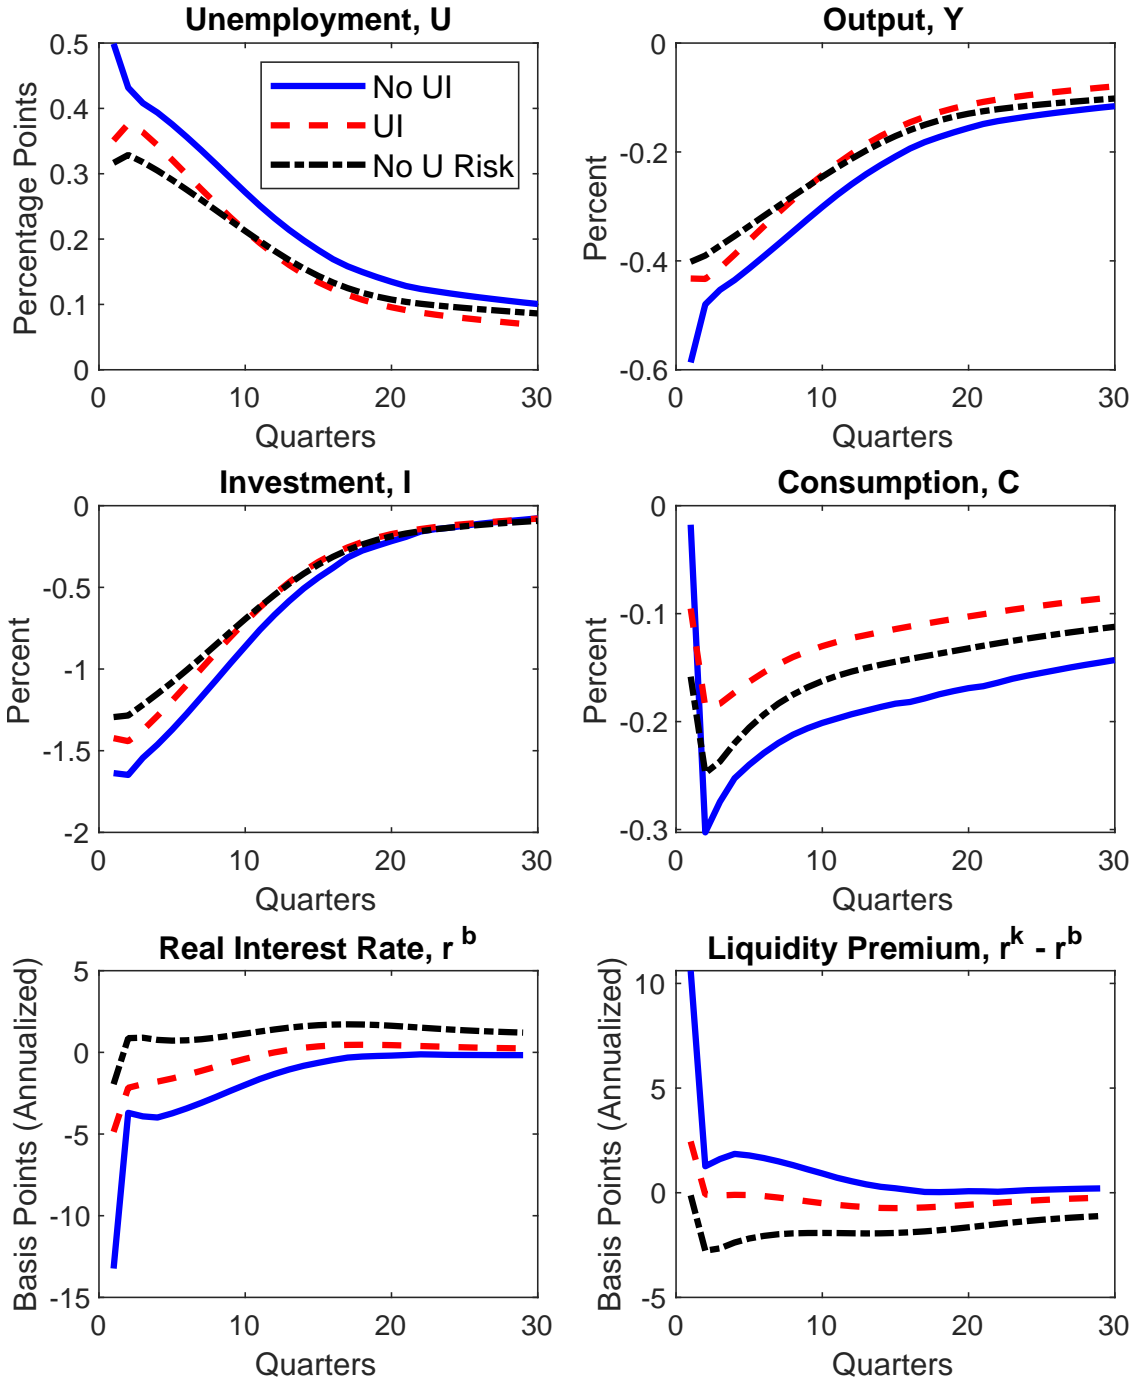 Unemployment, U
Percentage Points
0.5
0.4
0.3
0.2
0.1
0
No UI
UI
No U Risk
0 10 20 30
Quarters
Output, Y
Percent
0
-0.2
-0.4
-0.6
0 10 20 30
Quarters
Investment, I
Percent
0
-0.5
-1
-1.5
-2
0 10 20 30
Quarters
Consumption, C
Percent
0
-0.1
-0.2
-0.3
0 10 20 30
Quarters
Real Interest Rate, r b
Basis Points (Annualized)
5
0
-5
-10
-15
0 10 20 30
Quarters
Liquidity Premium, rk - rb
Basis Points (Annualized)
10
5
0
-5
0 10 20 30
Quarters